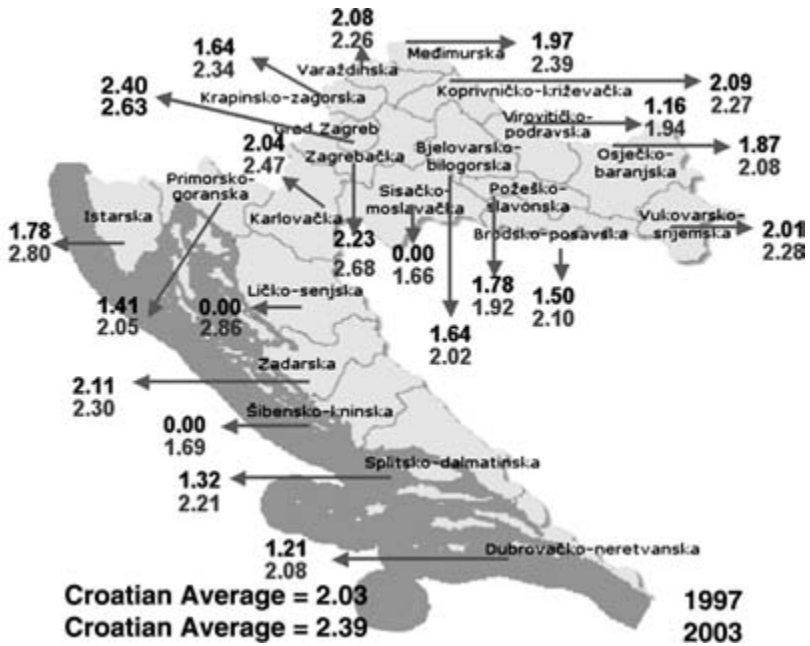 2.08
2.26
Međimurska
1.97
2.39
1.64
2.34
Varaždinska
2.09
2.27
Koprivničko-križevačka
2.40
2.63
Krapinsko-zagorska
Virovitičko-
podravska
1.16
1.94
Grad Zagreb
2.04
2.47
Zagrebačka
Bjelovarsko-
bilogorska
Osječko-
baranjska
1.87
2.08
Primorsko-
goranska
Istarska
Karlovačka
Sisačko-
moslavačka
Požeško-
slavonska
Vukovarsko-
srijemska
2.01
2.28
Brodsko-posavska
1.78
2.80
2.23
2.68
0.00
1.66
1.78
1.92
1.50
2.10
1.41
2.05
0.00
2.86
Ličko-senjska
1.64
2.02
Zadarska
2.11
2.30
Šibensko-kninska
0.00
1.69
Splitsko-dalmatinska
1.32
2.21
Dubrovačko-neretvanska
1.21
2.08
Croatian Average = 2.03
1997
Croatian Average = 2.39
2003